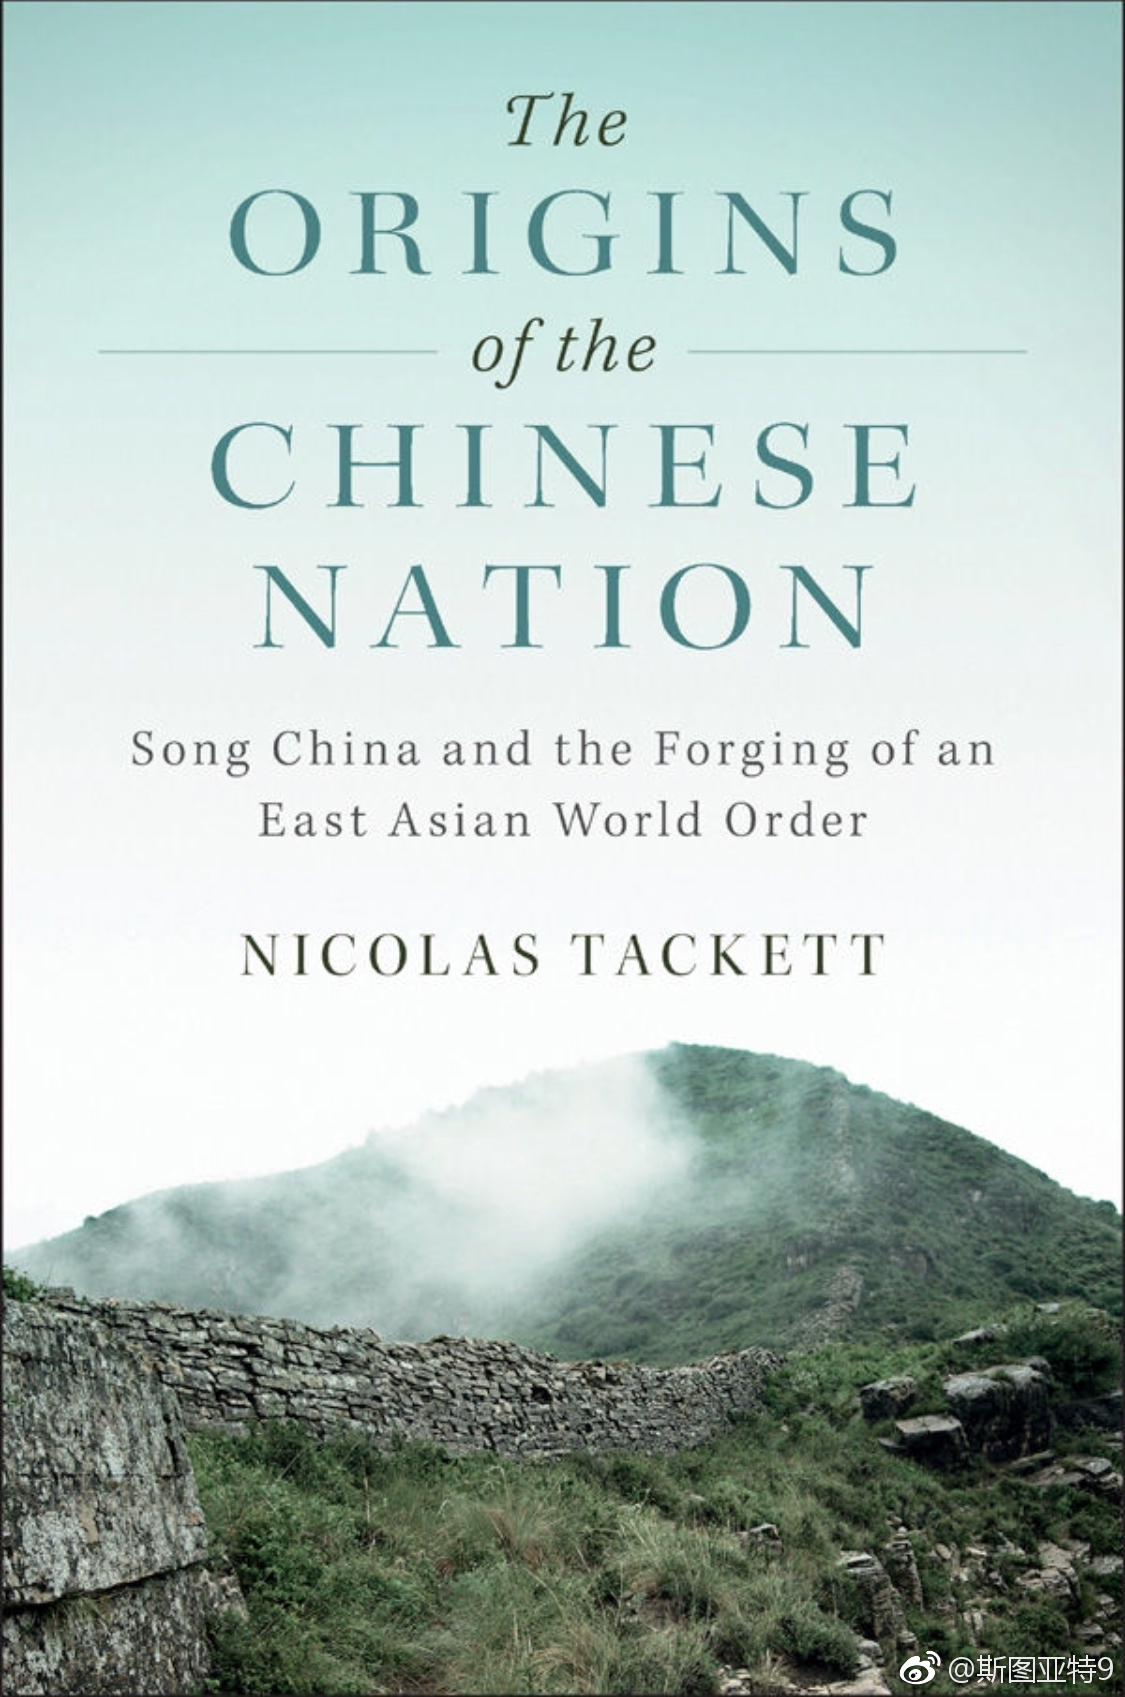 The
ORIGINS
of the
CHINESE
NATION
Song China and the Forging of an
East Asian World Order
NICOLAS TACKETT
@斯图亚特9